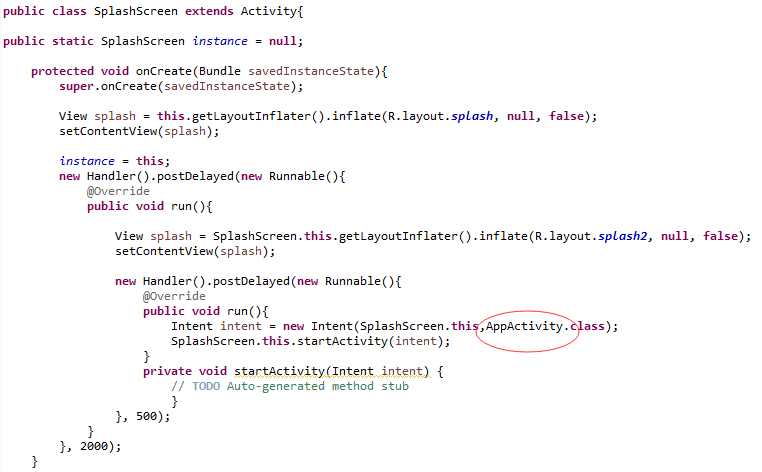 public class SplashScreen extends Activity{
public static SplashScreen instance = null;
protected void onCreate(Bundle savedInstanceState){
super.onCreate(savedInstanceState);
View splash = this.getLayoutInflater().inflate(R.layout.splash, null, false);
setContentView(splash);
instance = this;
new Handler().postDelayed(new Runnable(){
@Override
public void run(){
View splash = SplashScreen.this.getLayoutInflater().inflate(R.layout.splash2, null, false);
setContentView(splash);
new Handler().postDelayed(new Runnable(){
@Override
public void run(){
Intent intent = new Intent(SplashScreen.this,AppActivity.class);
SplashScreen.this.startActivity(intent);
}
private void startActivity(Intent intent) {
// TODO Auto-generated method stub
}
}, 500);
}
}, 2000);
}